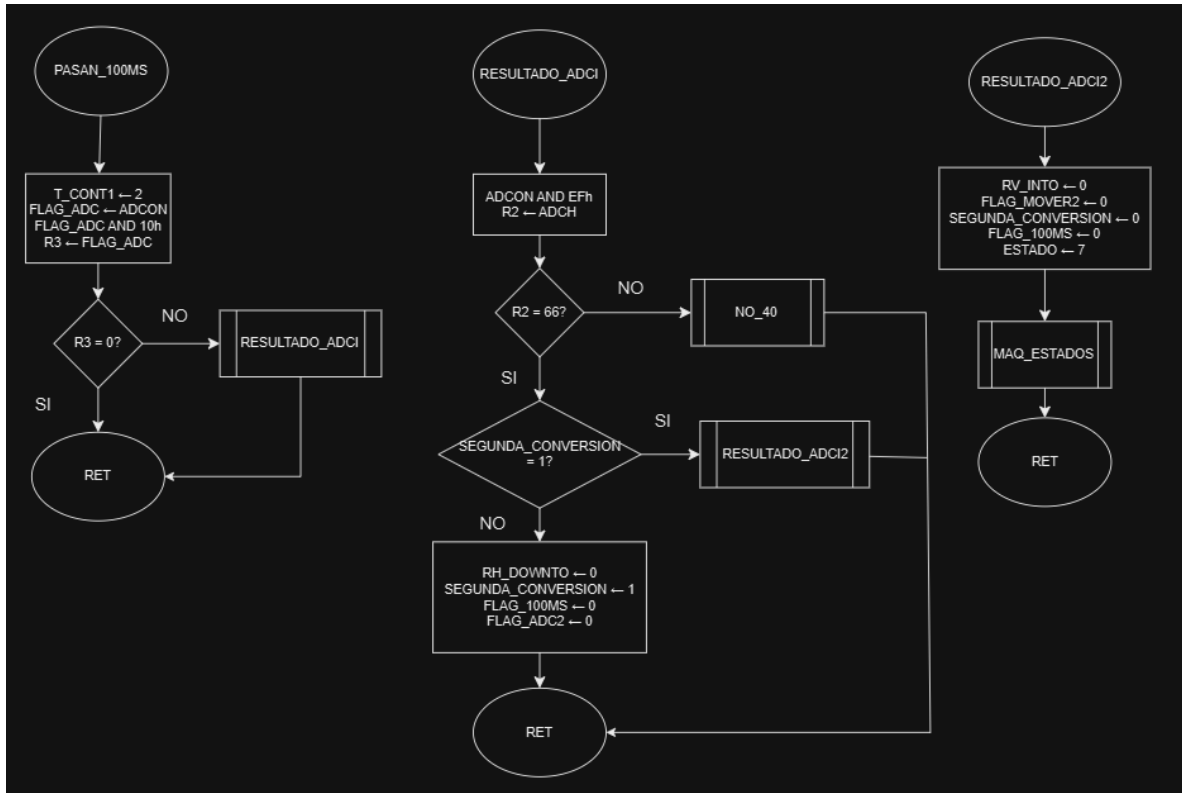 PASAN_100MS
T_CONT1 ← 2
FLAG_ADC ← ADCON
FLAG_ADC AND 10h
R3 ← FLAG_ADC
R3 = 0?
NO
RESULTADO_ADCI
SI
RET
RESULTADO_ADCI
ADCON AND EFh
R2 ← ADCH
R2 = 66?
NO
NO_40
SI
SEGUNDA_CONVERSION
= 1?
SI
RESULTADO_ADCI2
NO
RH_DOWNTO ← 0
SEGUNDA_CONVERSION ← 1
FLAG_100MS ← 0
FLAG_ADC2 ← 0
RET
RESULTADO_ADCI2
RV_INTO ← 0
FLAG_MOVER2 ← 0
SEGUNDA_CONVERSION ← 0
FLAG_100MS ← 0
ESTADO ← 7
MAQ_ESTADOS
RET